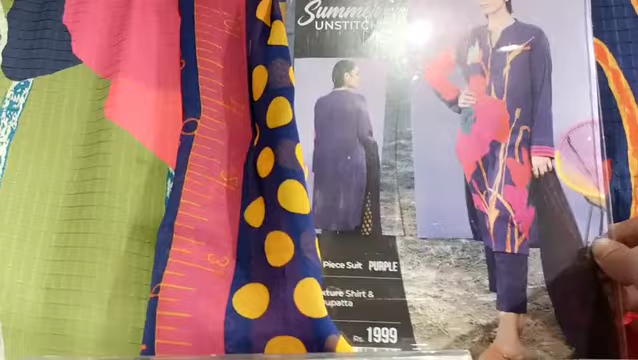 Summer
UNSTITCH
Piece Suit PURPLE
xture Shirt &
upatta
Rs. 1999